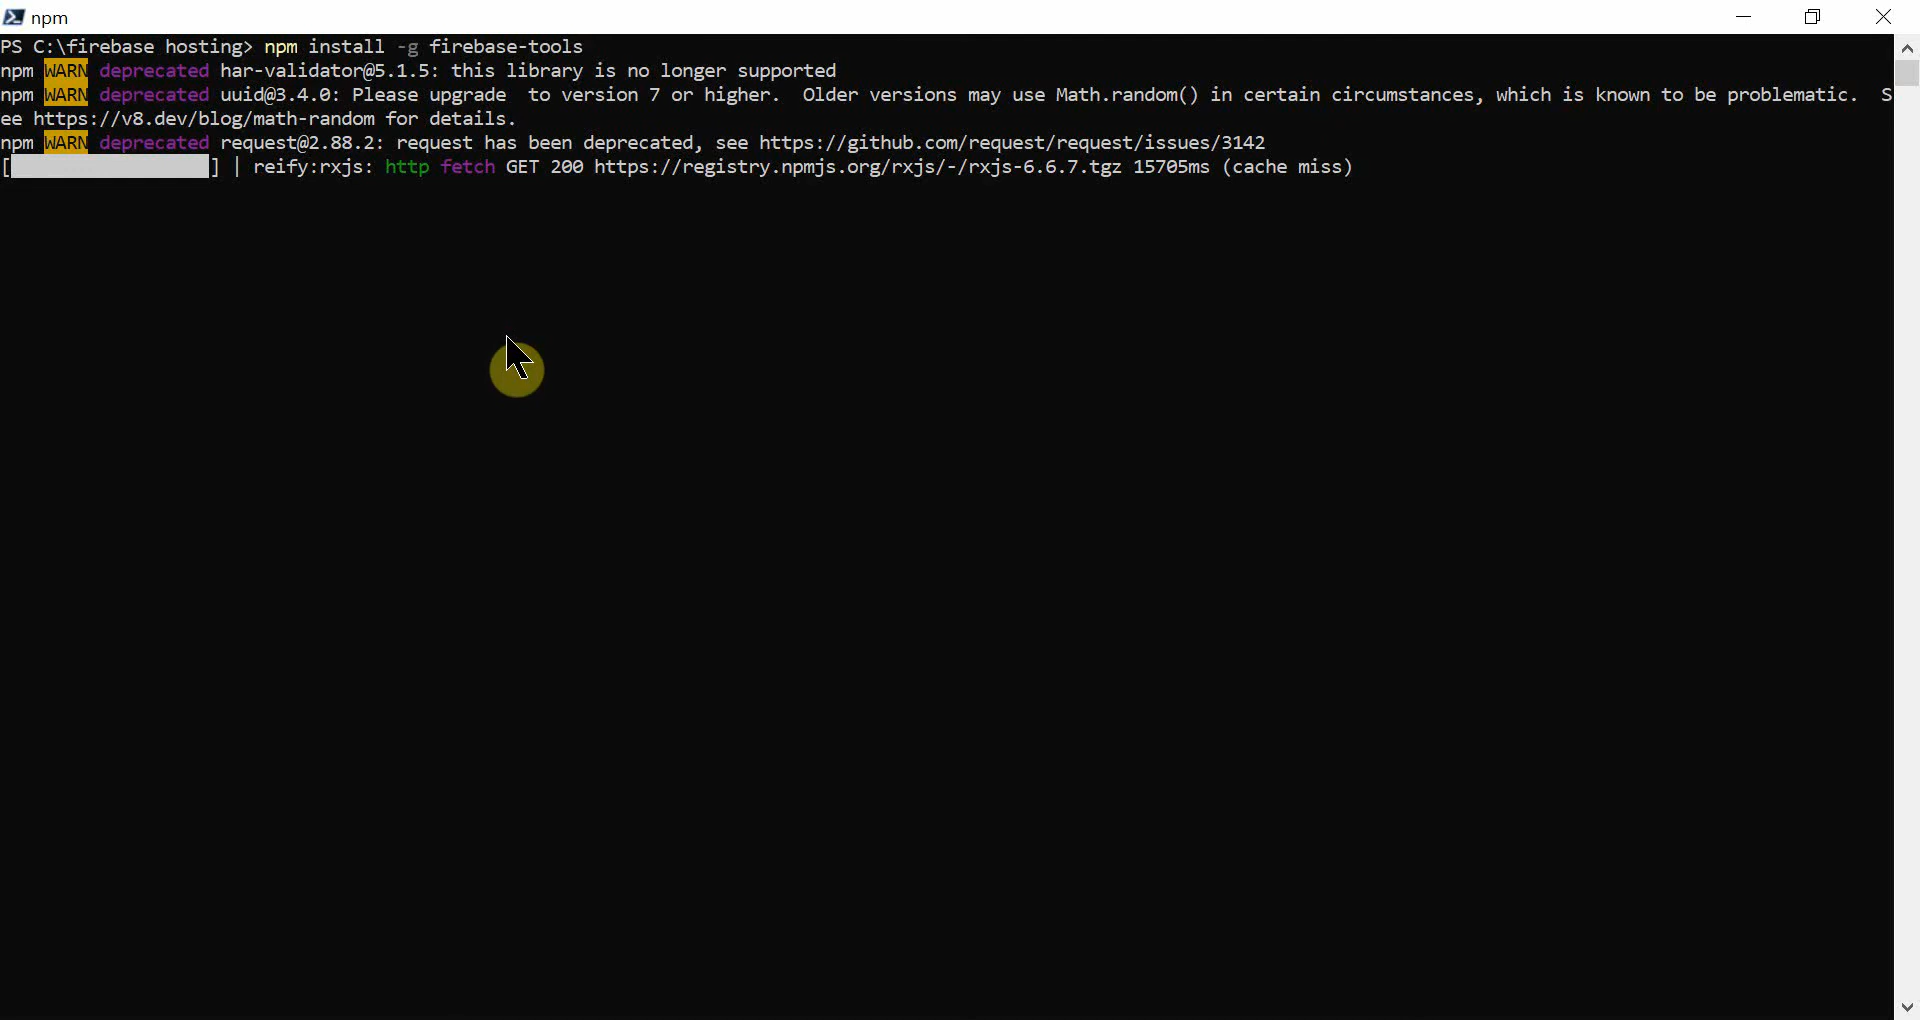 npm
PS C:\firebase hosting> npm install -g firebase-tools
npm WARN deprecated har-validator@5.1.5: this library is no longer supported
npm WARN deprecated uuid@3.4.0: Please upgrade  to version 7 or higher.  Older versions may use Math.random() in certain circumstances, which is known to be problematic.  S
ee https://v8.dev/blog/math-random for details.
npm WARN deprecated request@2.88.2: request has been deprecated, see https://github.com/request/request/issues/3142
[                  ] | reify:rxjs: http fetch GET 200 https://registry.npmjs.org/rxjs/-/rxjs-6.6.7.tgz 15705ms (cache miss)